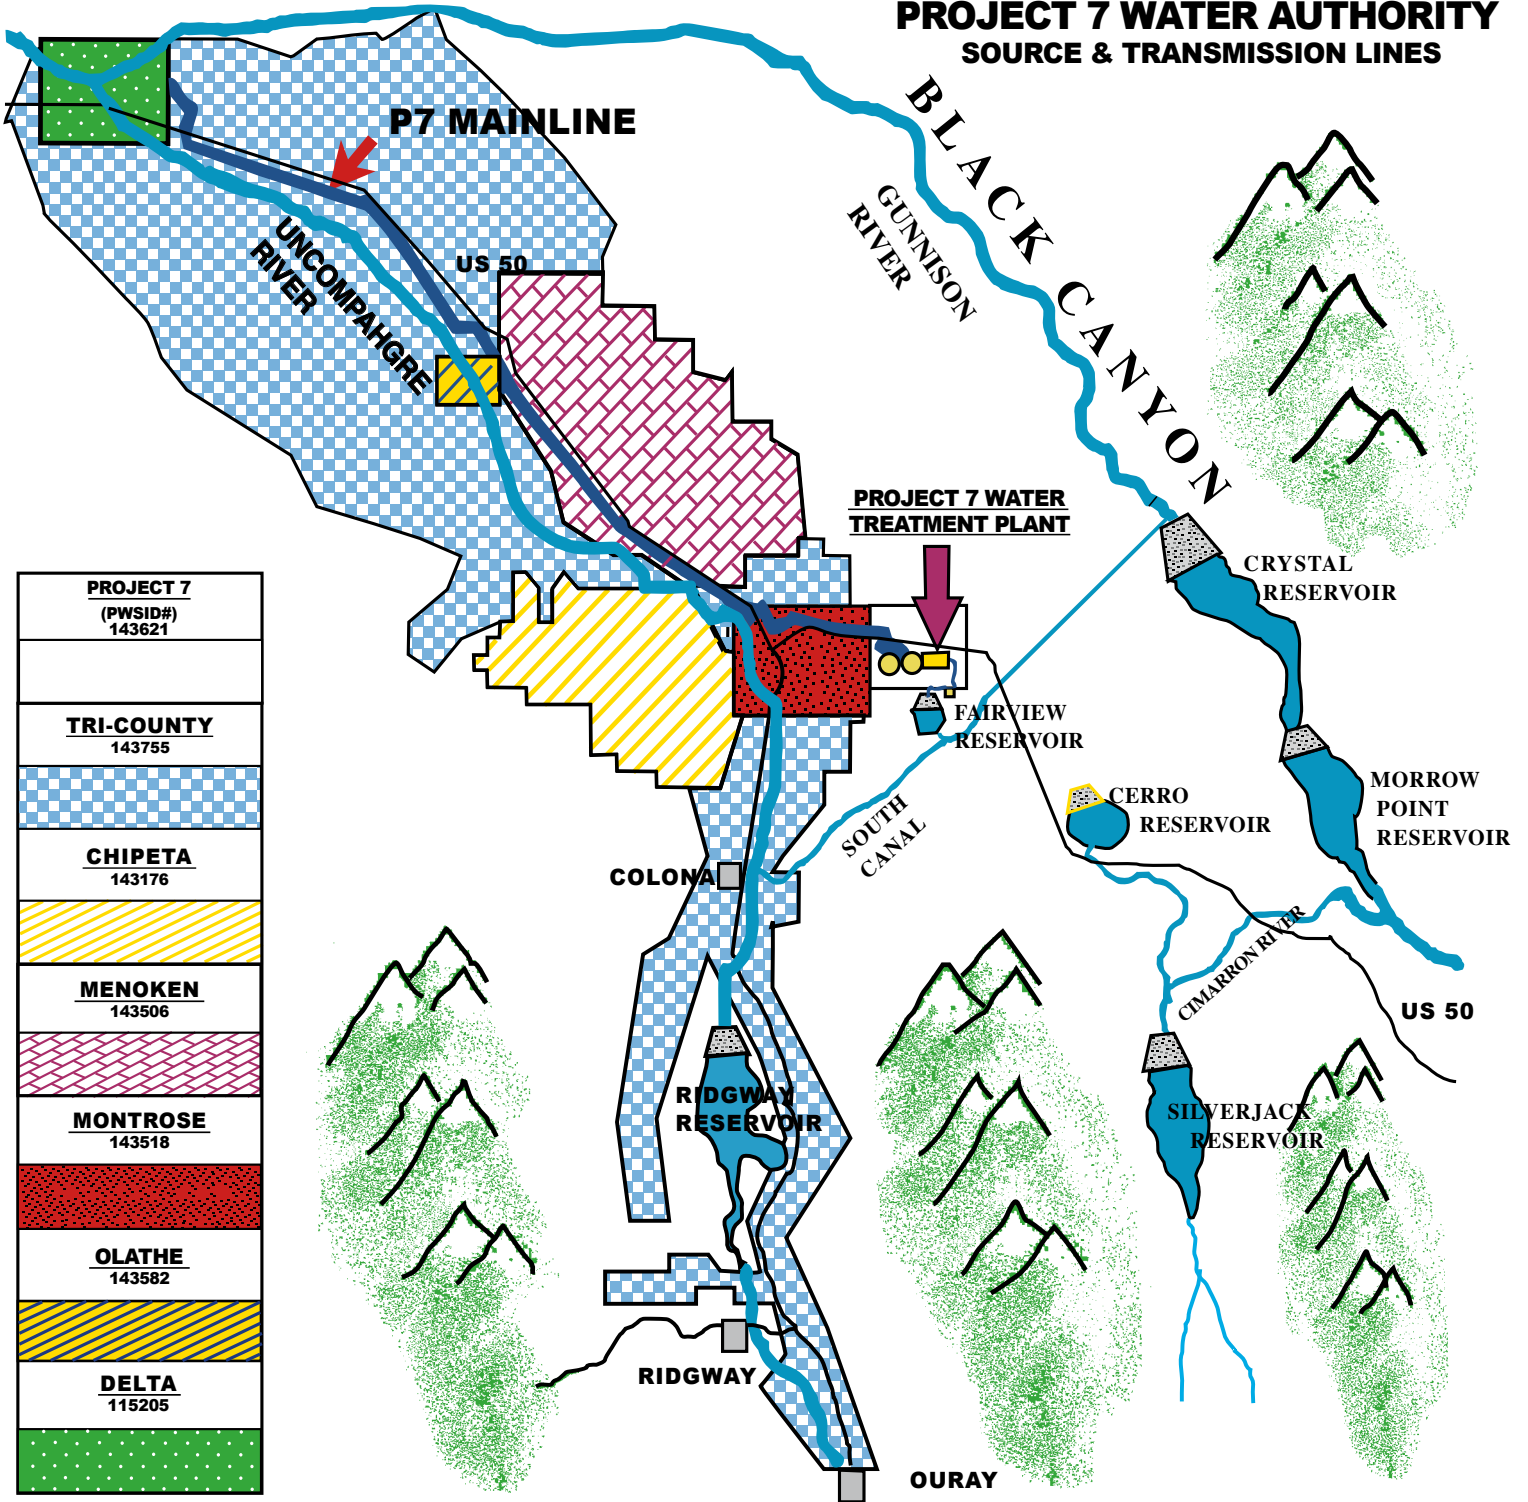 PROJECT 7 WATER AUTHORITY
SOURCE & TRANSMISSION LINES
P7 MAINLINE
BLACK CANYON
GUNNISON
RIVER
UNCOMPAHGRE
RIVER
US 50
PROJECT 7 WATER
TREATMENT PLANT
CRYSTAL
RESERVOIR
FAIRVIEW
RESERVOIR
MORROW
POINT
RESERVOIR
CERRO
RESERVOIR
SOUTH
CANAL
COLONA
CIMARRON RIVER
US 50
RIDGWAY
RESERVOIR
SILVERJACK
RESERVOIR
RIDGWAY
OURAY
PROJECT 7
(PWSID#)
143621
TRI-COUNTY
143755
CHIPETA
143176
MENOKEN
143506
MONTROSE
143518
OLATHE
143582
DELTA
115205